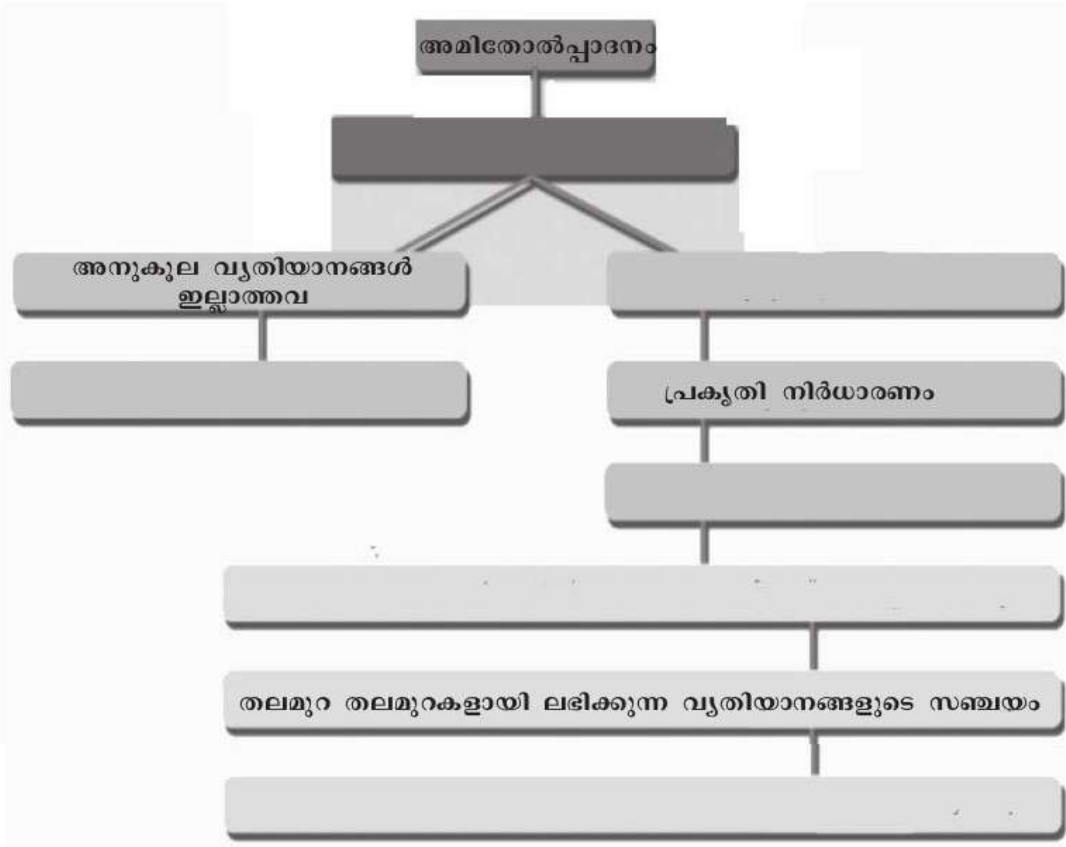 അമിതോൽപ്പാദനം
അനുകൂല വ്യതിയാനങ്ങൾ
ഇല്ലാത്തവ
പ്രകൃതി നിർധാരണം
തലമുറ തലമുറകളായി ലഭിക്കുന്ന വ്യതിയാനങ്ങളുടെ സഞ്ചയം